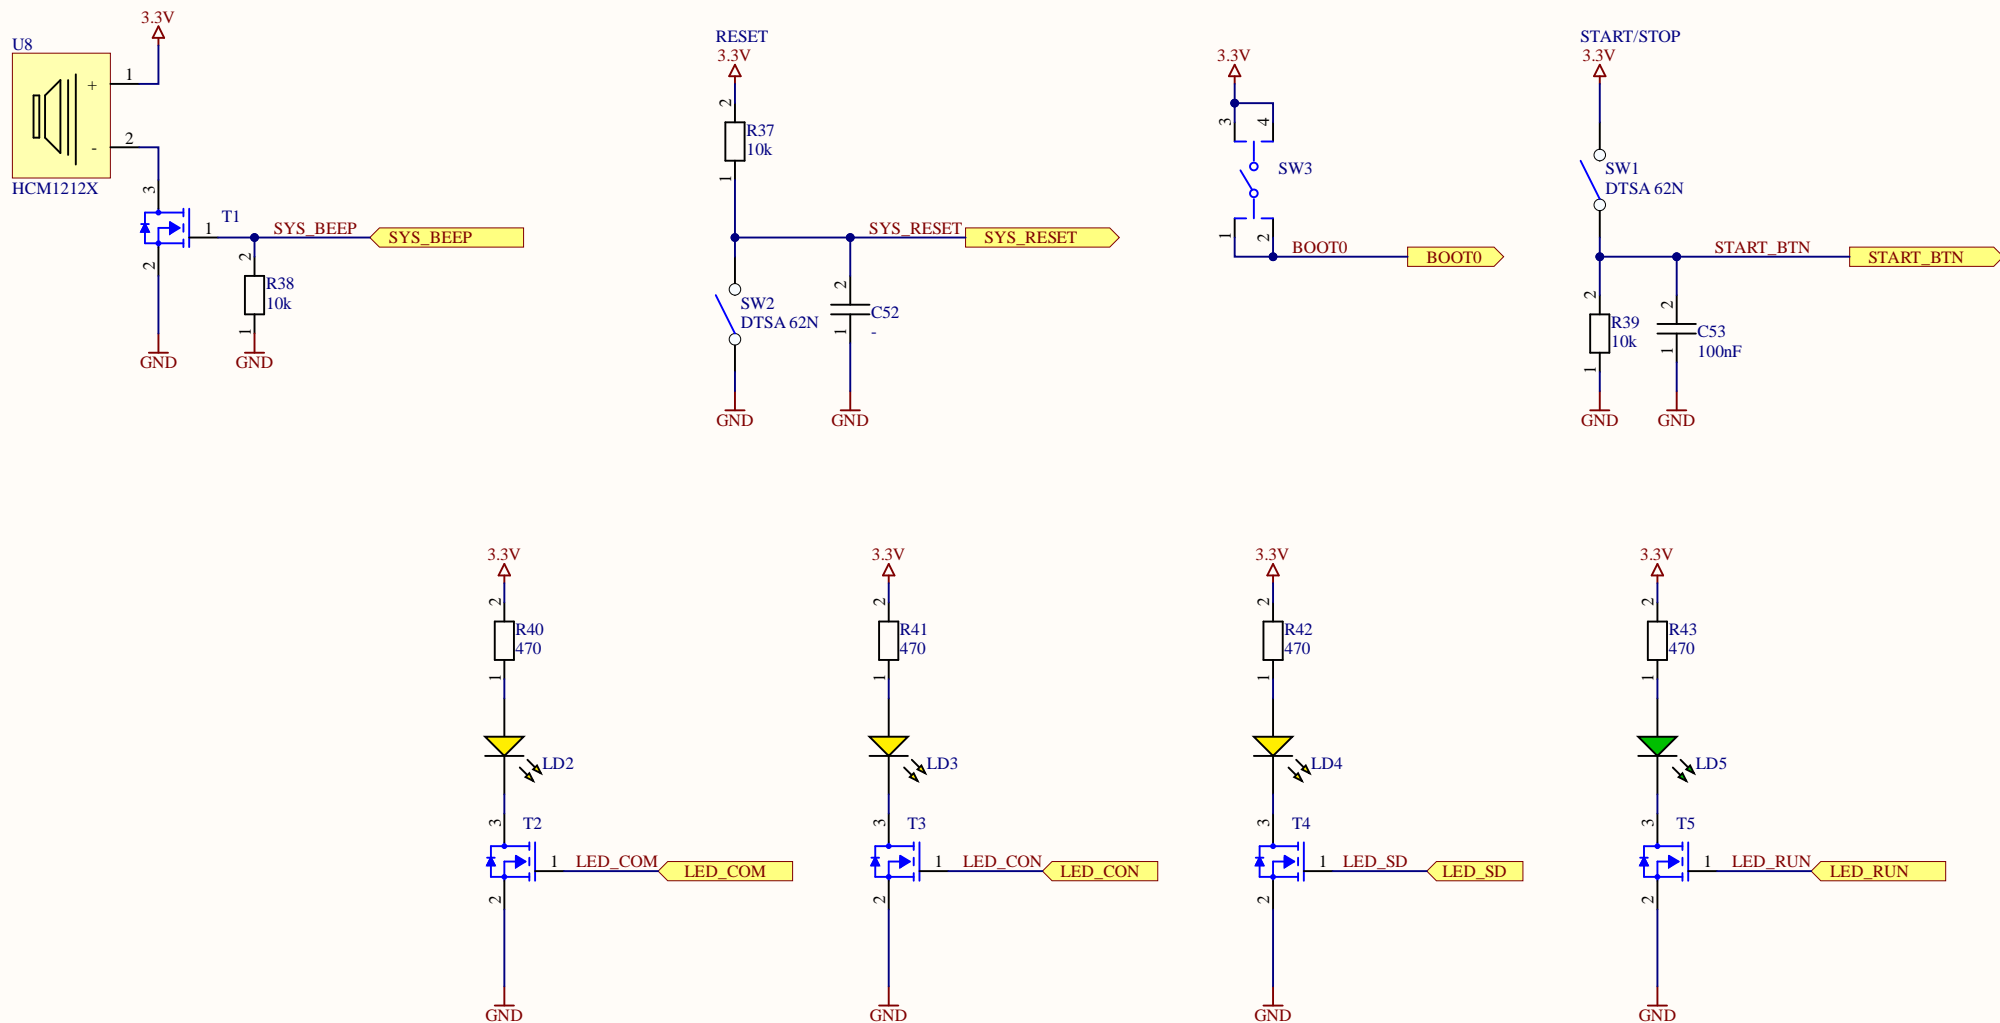 3.3V
U8
1
+
2
-
HCM1212X
3
T1
1
SYS_BEEP
SYS_BEEP
2
2
R38
10k
1
GND
GND
RESET
3.3V
2
R37
10k
1
SYS_RESET
SYS_RESET
SW2
DTSA 62N
2
C52
-
1
GND
GND
3.3V
3
4
SW3
1
2
BOOT0
BOOT0
START/STOP
3.3V
SW1
DTSA 62N
START_BTN
START_BTN
2
R39
10k
1
2
C53
100nF
1
GND
GND
3.3V
2
R40
470
1
LD2
3
T2
1
LED_COM
LED_COM
2
GND
3.3V
2
R41
470
1
LD3
3
T3
1
LED_CON
LED_CON
2
GND
3.3V
2
R42
470
1
LD4
3
T4
1
LED_SD
LED_SD
2
GND
3.3V
2
R43
470
1
LD5
3
T5
1
LED_RUN
LED_RUN
2
GND